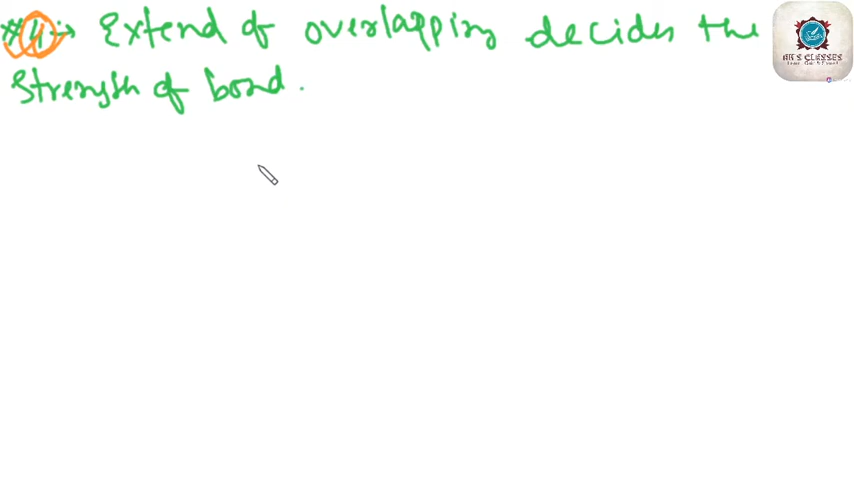 *4→ Extend of overlapping decides the
Strength of bond.